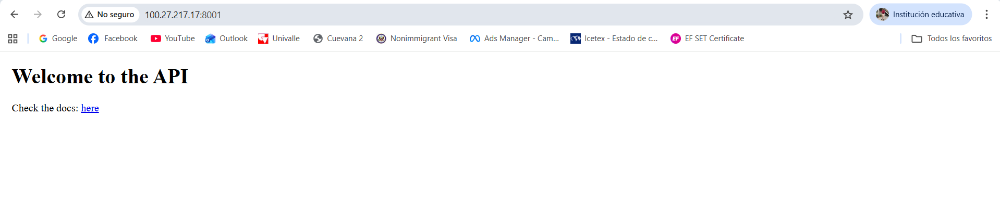 No seguro 100.27.217.17:8001 Institución educativa
Google Facebook YouTube Outlook Univalle Cuevana 2 Nonimmigrant Visa Ads Manager - Cam... Icetex - Estado de c... EF EF SET Certificate Todos los favoritos
Welcome to the API
Check the docs: here